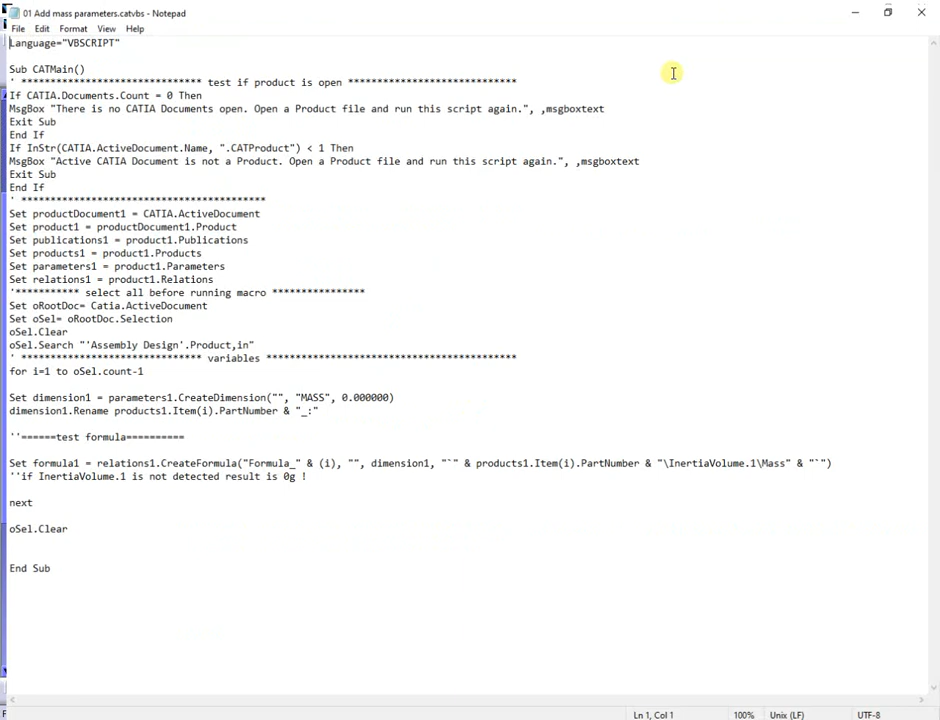 01 Add mass parameters.catvbs - Notepad
File Edit Format View Help
Language="VBSCRIPT"
Sub CATMain()
' ******************************* test if product is open *****************************
If CATIA.Documents.Count = 0 Then
MsgBox "There is no CATIA Documents open. Open a Product file and run this script again.", ,msgboxtext
Exit Sub
End If
If InStr(CATIA.ActiveDocument.Name, ".CATProduct") < 1 Then
MsgBox "Active CATIA Document is not a Product. Open a Product file and run this script again.", ,msgboxtext
Exit Sub
End If
' ******************************************
Set productDocument1 = CATIA.ActiveDocument
Set product1 = productDocument1.Product
Set publications1 = product1.Publications
Set products1 = product1.Products
Set parameters1 = product1.Parameters
Set relations1 = product1.Relations
'*********** select all before running macro ****************
Set oRootDoc= Catia.ActiveDocument
Set oSel= oRootDoc.Selection
oSel.Clear
oSel.Search "'Assembly Design'.Product,in"
' ******************************* variables *******************************************
for i=1 to oSel.count-1
Set dimension1 = parameters1.CreateDimension("", "MASS", 0.000000)
dimension1.Rename products1.Item(i).PartNumber & "_:"
''======test formula==========
Set formula1 = relations1.CreateFormula("Formula_" & (i), "", dimension1, "`" & products1.Item(i).PartNumber & "\InertiaVolume.1\Mass" & "`")
''if InertiaVolume.1 is not detected result is 0g !
next
oSel.Clear
End Sub
Ln 1, Col 1 100% Unix (LF) UTF-8